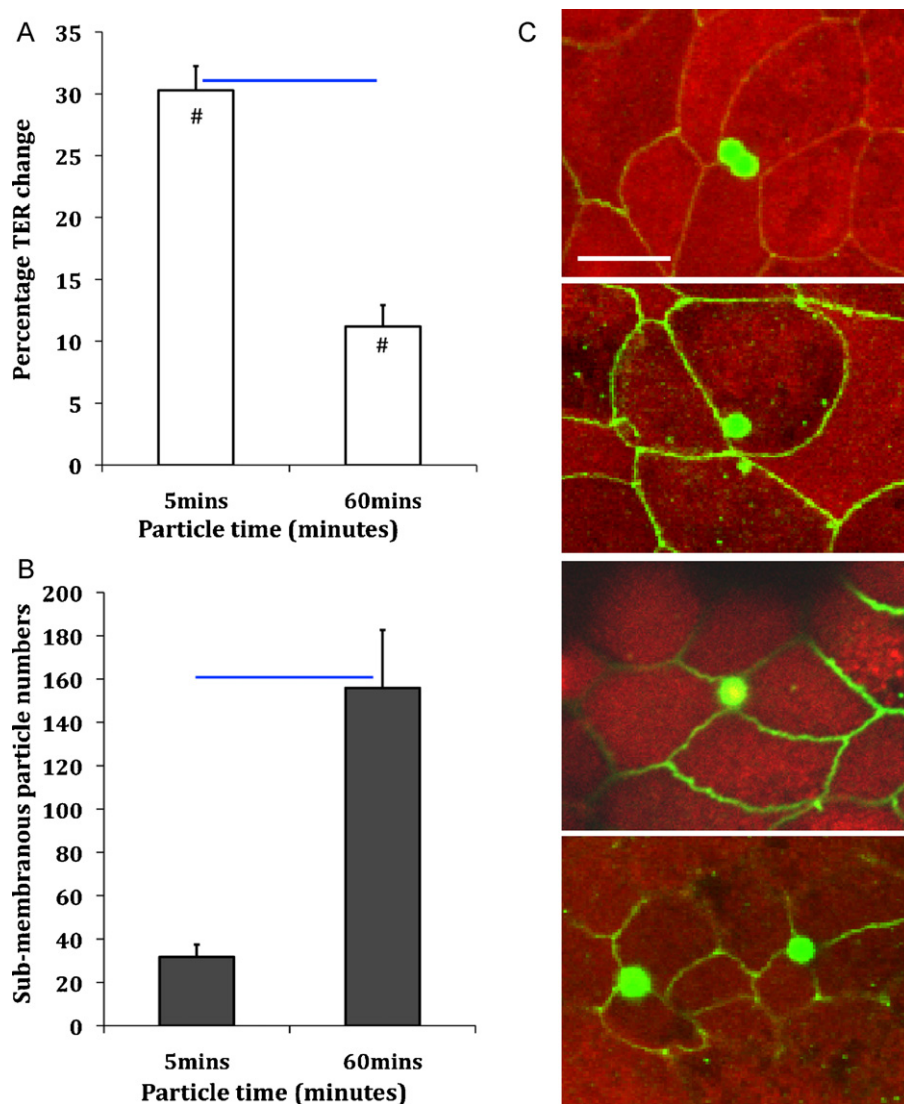 A
35
30
25
20
15
10
5
0
Percentage TER change
#
#
5mins 60mins
Particle time (minutes)
B
200
180
160
140
120
100
80
60
40
20
0
Sub-membranous particle numbers
5mins 60mins
Particle time (minutes)
C